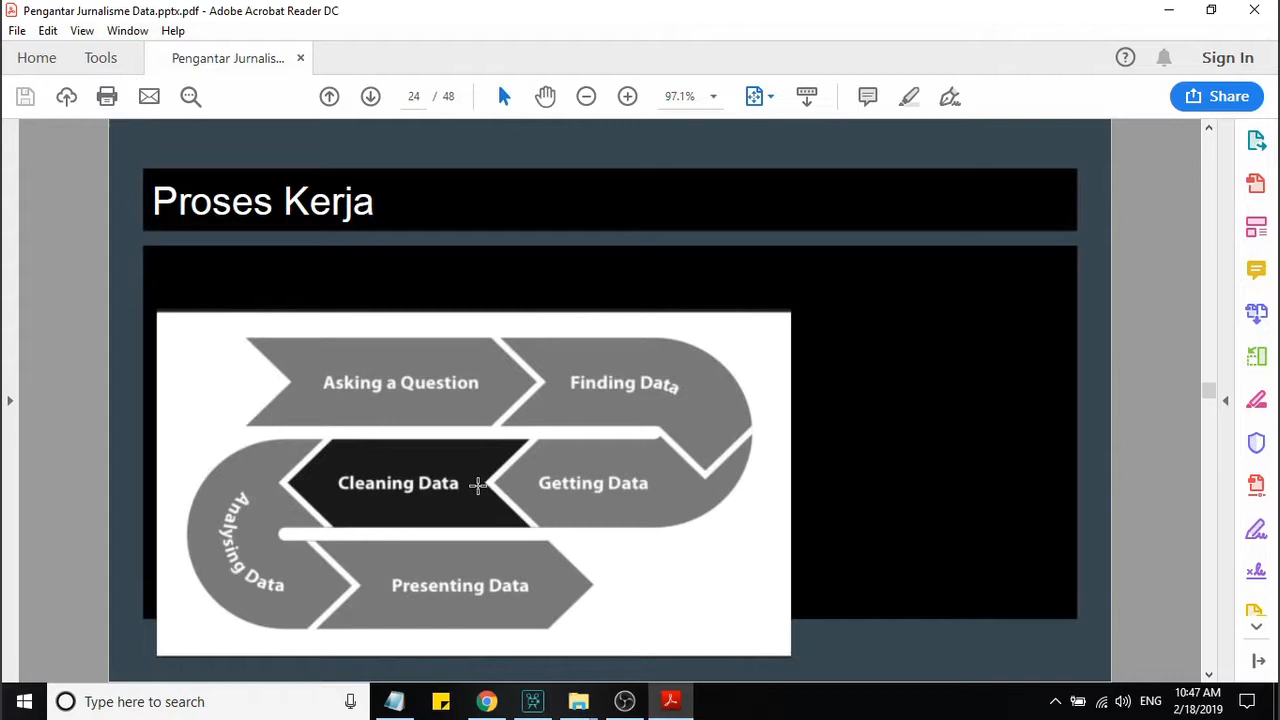 Pengantar Jurnalisme Data.pptx.pdf - Adobe Acrobat Reader DC
File Edit View Window Help
Home Tools Pengantar Jurnalis... Sign In
24 / 48 97.1% Share
Proses Kerja
Asking a Question Finding Data
Cleaning Data Getting Data
Analysing Data
Presenting Data
Type here to search
ENG
10:47 AM
2/18/2019